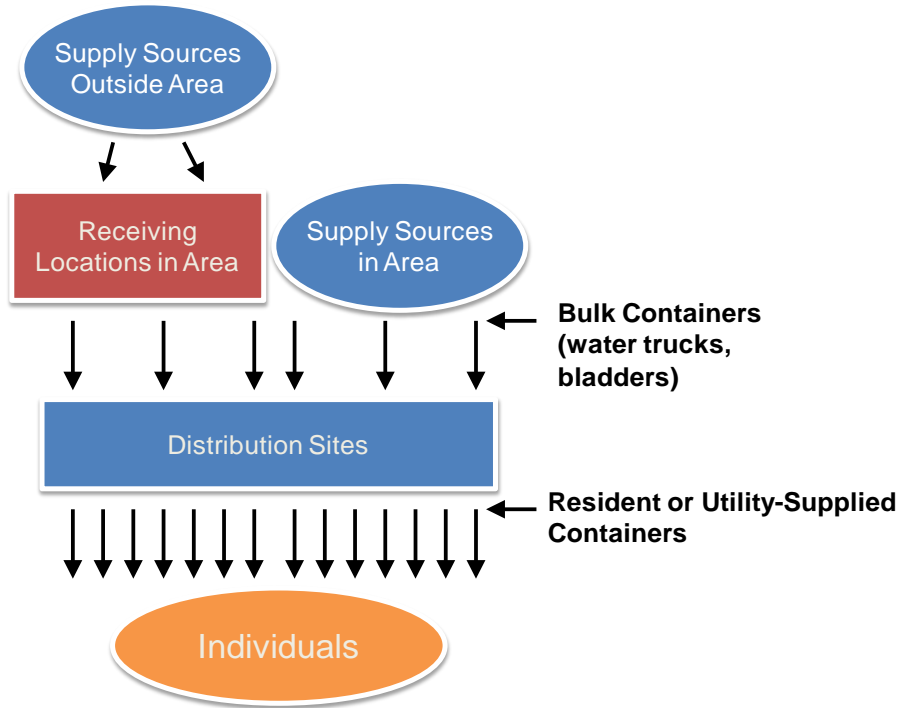 Supply Sources
Outside Area
Receiving
Locations in Area
Supply Sources
in Area
Bulk Containers
(water trucks,
bladders)
Distribution Sites
Resident or Utility-Supplied
Containers
Individuals